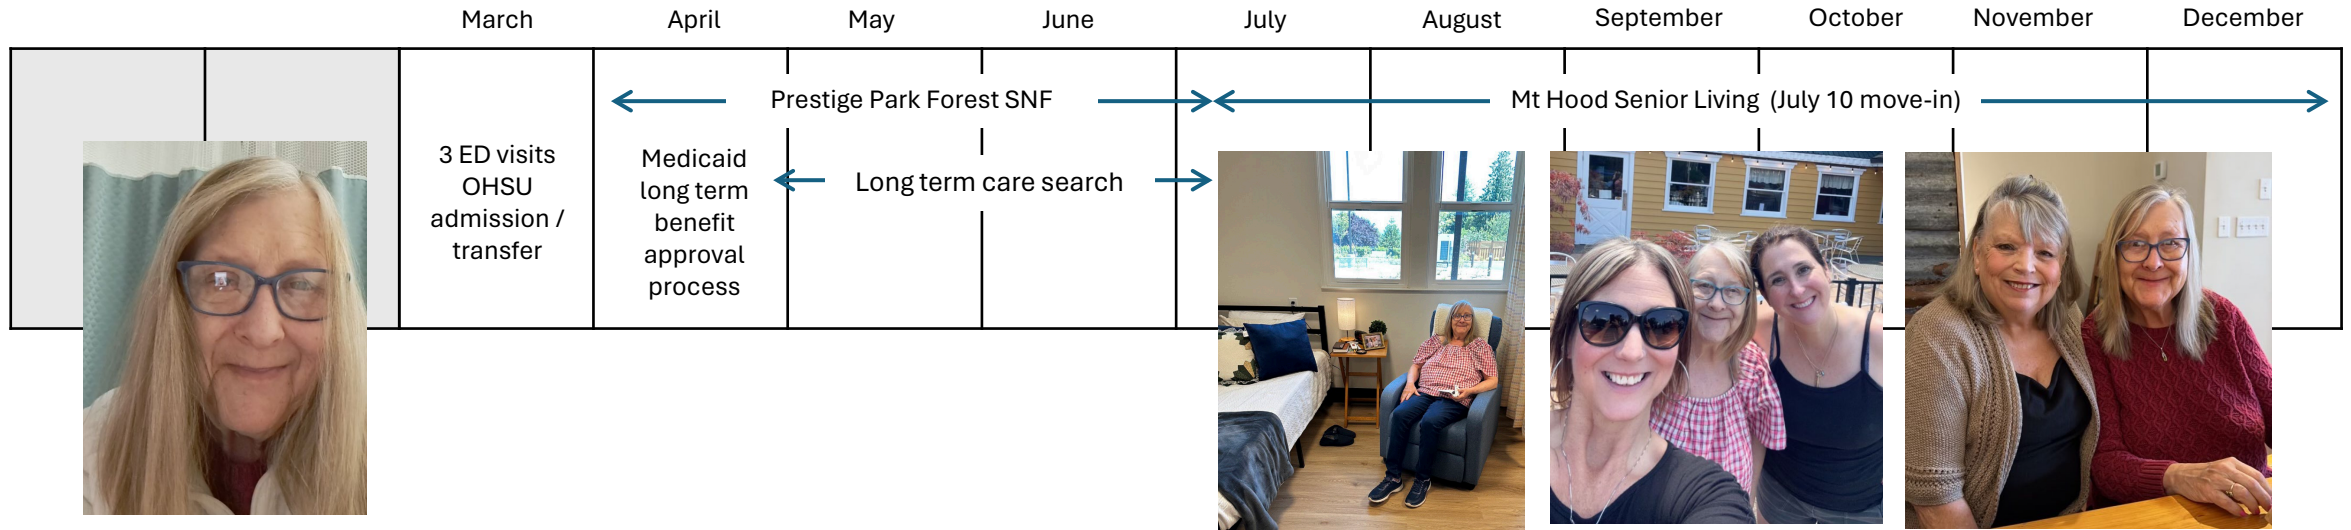 March April May June July August September October November December
Prestige Park Forest SNF
Mt Hood Senior Living (July 10 move-in)
3 ED visits
OHSU
admission /
transfer
Medicaid
long term
benefit
approval
process
Long term care search